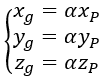 x_g = αx_P
y_g = αy_P
z_g = αz_P